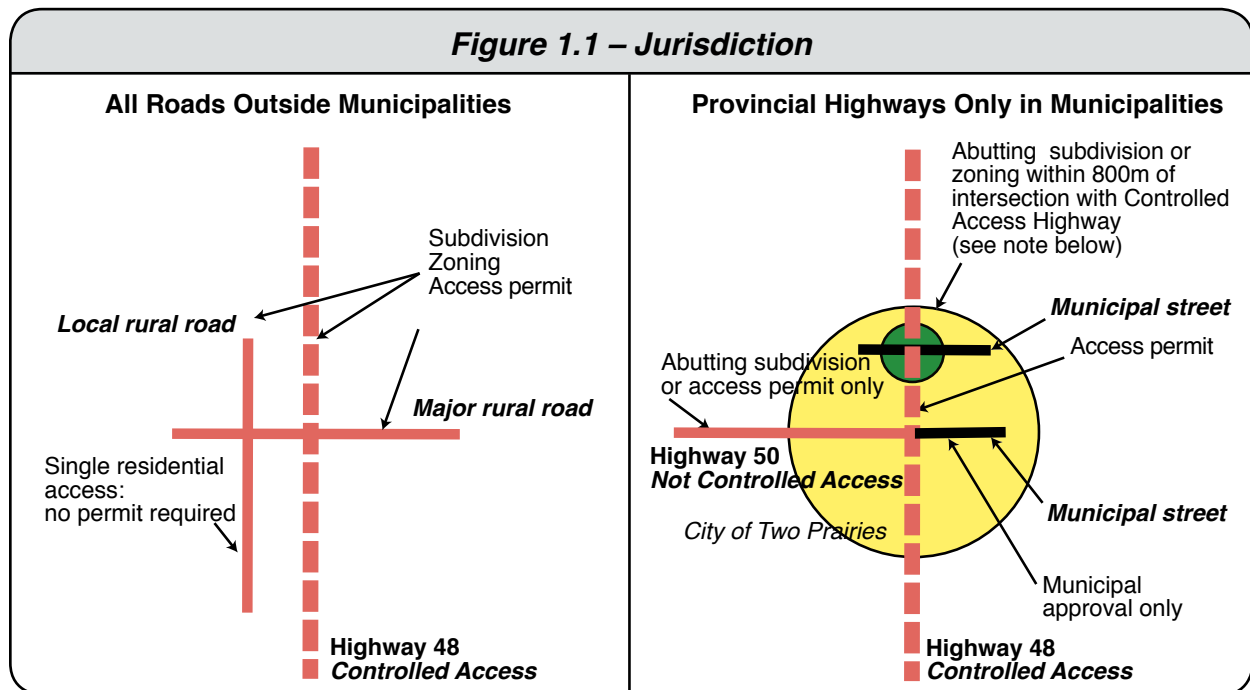 Figure 1.1 – Jurisdiction
All Roads Outside Municipalities
Subdivision
Zoning
Access permit
Local rural road
Major rural road
Single residential
access:
no permit required
Highway 48
Controlled Access
Provincial Highways Only in Municipalities
Abutting subdivision or
zoning within 800m of
intersection with Controlled
Access Highway
(see note below)
Municipal street
Access permit
Abutting subdivision
or access permit only
Highway 50
Not Controlled Access
City of Two Prairies
Municipal street
Municipal
approval only
Highway 48
Controlled Access